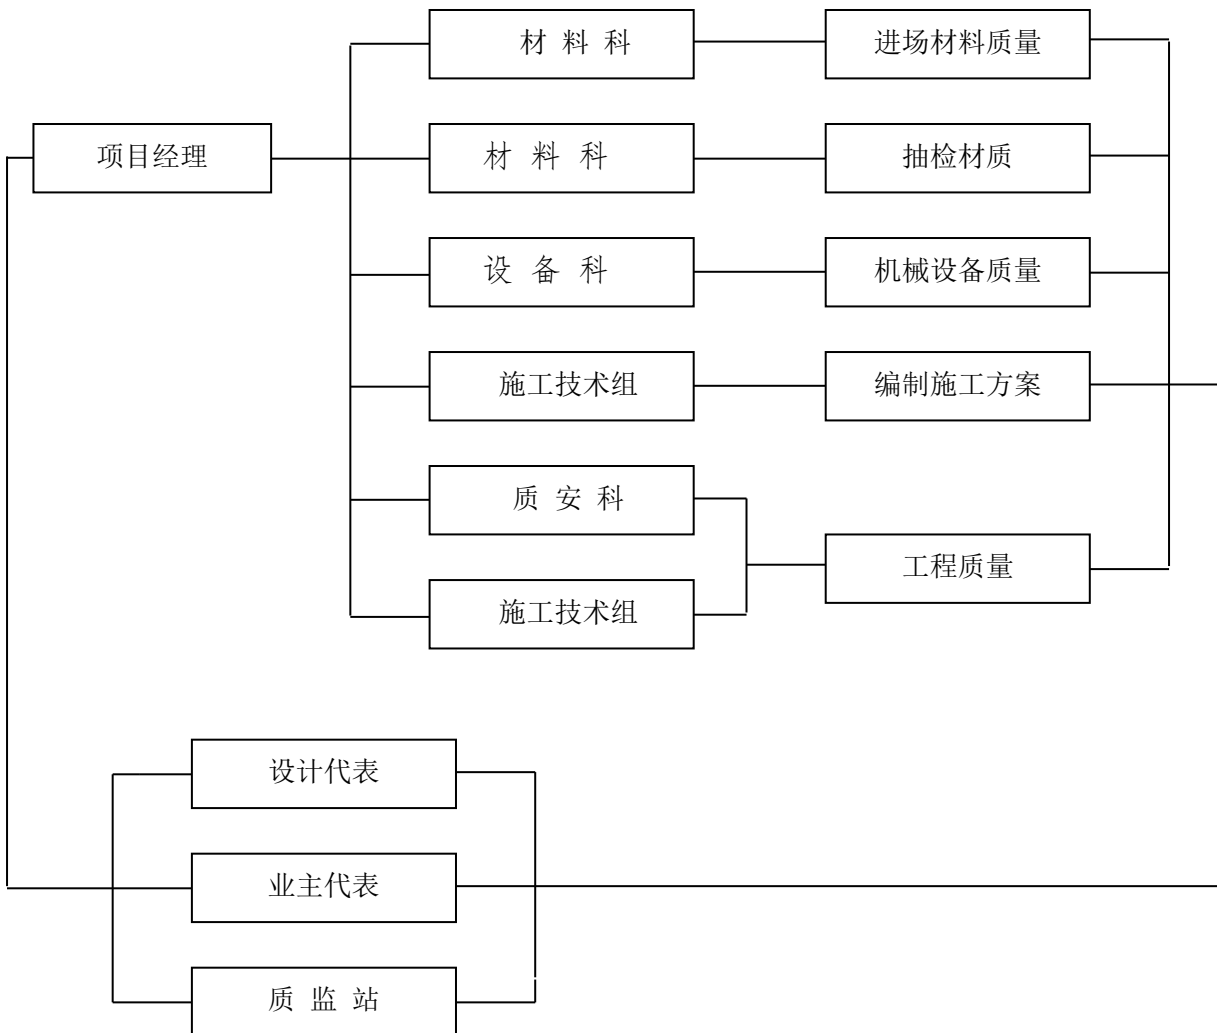 材 料 科
进场材料质量
项目经理
材 料 科
抽检材质
设 备 科
机械设备质量
施工技术组
编制施工方案
质 安 科
工程质量
施工技术组
设计代表
业主代表
质 监 站